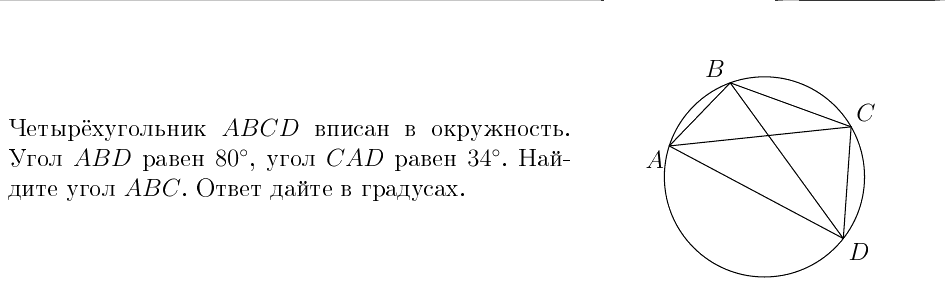 Четырёхугольник ABCD вписан в окружность.
Угол ABD равен 80°, угол CAD равен 34°. Най-
дите угол ABC. Ответ дайте в градусах.
B
C
A
D